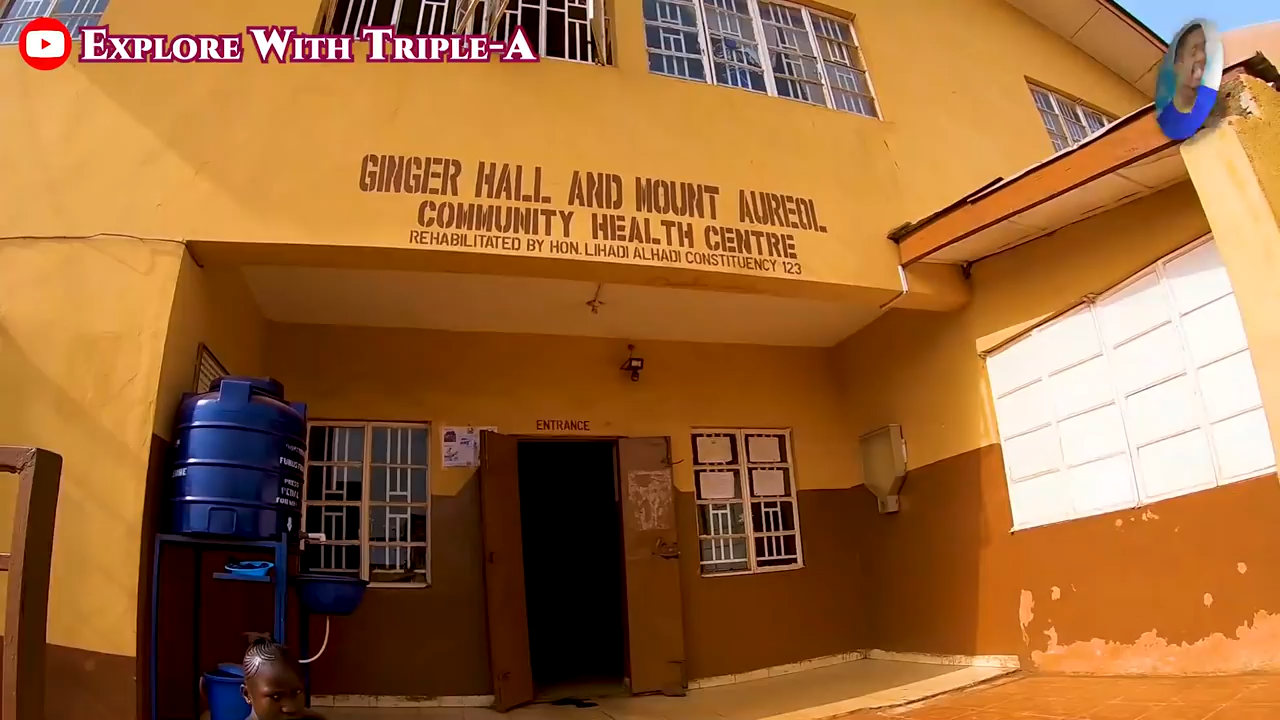 Explore With Triple-A
GINGER HALL AND MOUNT AUREOL
COMMUNITY HEALTH CENTRE
REHABILITATED BY HON. LIHADI ALHADI CONSTITUENCY 123
ENTRANCE
PRESS